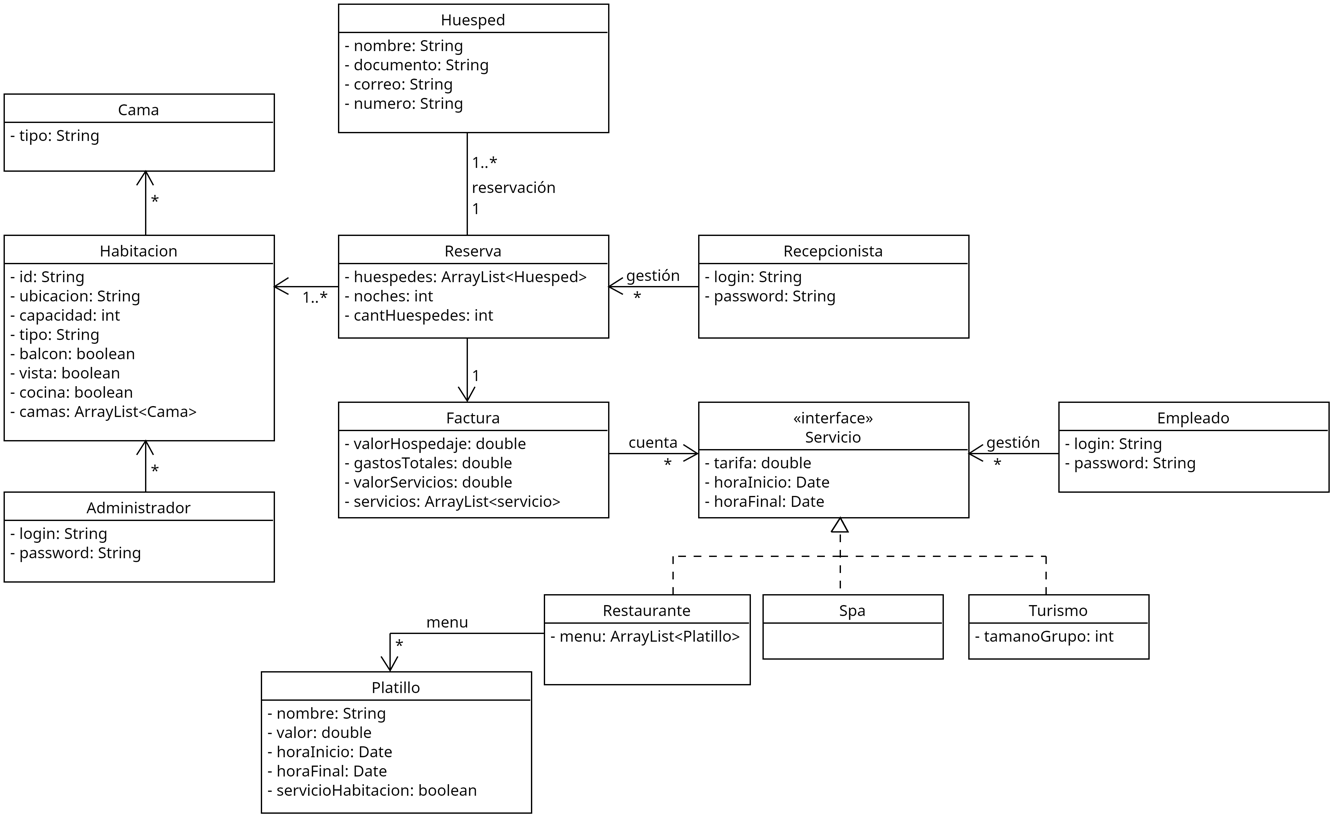 Huesped
- nombre: String
- documento: String
- correo: String
- numero: String
Cama
- tipo: String
*
1..*
reservación
1
Habitacion
- id: String
- ubicacion: String
- capacidad: int
- tipo: String
- balcon: boolean
- vista: boolean
- cocina: boolean
- camas: ArrayList<Cama>
1..*
Reserva
- huespedes: ArrayList<Huesped>
- noches: int
- cantHuespedes: int
gestión
*
Recepcionista
- login: String
- password: String
1
*
Administrador
- login: String
- password: String
Factura
- valorHospedaje: double
- gastosTotales: double
- valorServicios: double
- servicios: ArrayList<servicio>
cuenta
*
«interface»
Servicio
- tarifa: double
- horaInicio: Date
- horaFinal: Date
gestión
*
Empleado
- login: String
- password: String
Restaurante
- menu: ArrayList<Platillo>
Spa
Turismo
- tamanoGrupo: int
menu
*
Platillo
- nombre: String
- valor: double
- horaInicio: Date
- horaFinal: Date
- servicioHabitacion: boolean